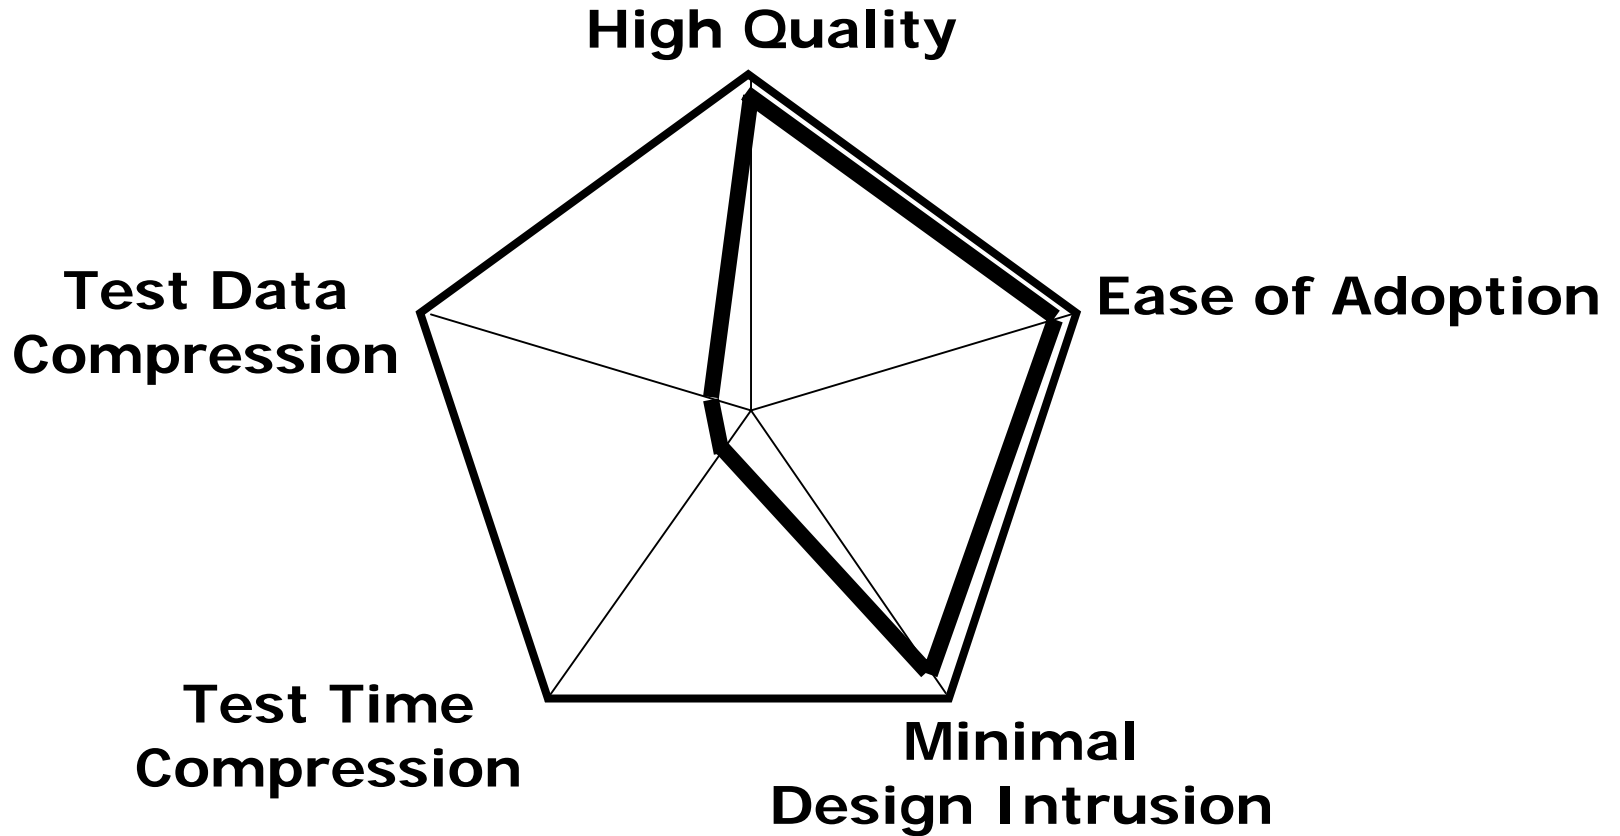 High Quality
Test Data
Compression
Ease of Adoption
Test Time
Compression
Minimal
Design Intrusion